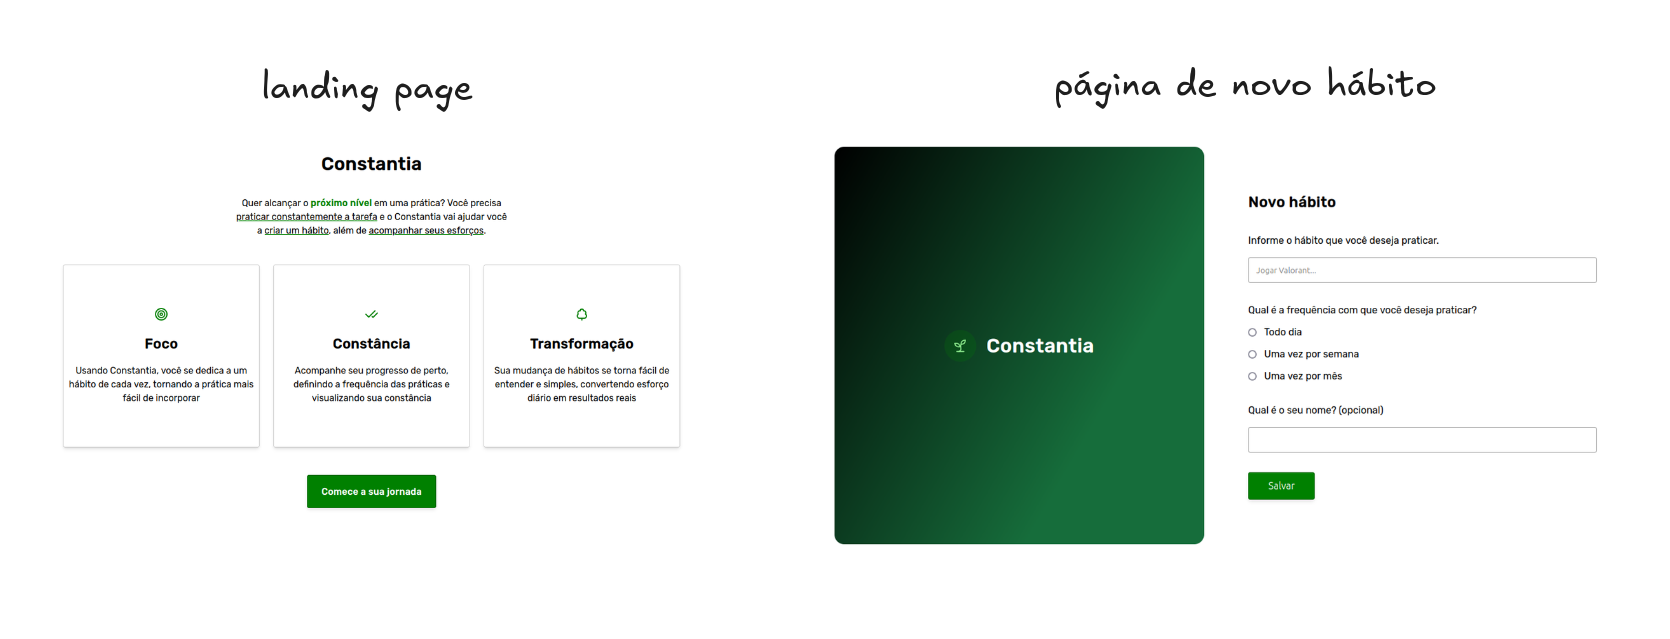 landing page
Constantia
Quer alcançar o próximo nível em uma prática? Você precisa
praticar constantemente a tarefa e o Constantia vai ajudar você
a criar um hábito, além de acompanhar seus esforços.
Foco
Usando Constantia, você se dedica a um
hábito de cada vez, tornando a prática mais
fácil de incorporar
Constância
Acompanhe seu progresso de perto,
definindo a frequência das práticas e
visualizando sua constância
Transformação
Sua mudança de hábitos se torna fácil de
entender e simples, convertendo esforço
diário em resultados reais
Comece a sua jornada
página de novo hábito
Constantia
Novo hábito
Informe o hábito que você deseja praticar.
Jogar Valorant...
Qual é a frequência com que você deseja praticar?
Todo dia
Uma vez por semana
Uma vez por mês
Qual é o seu nome? (opcional)
Salvar